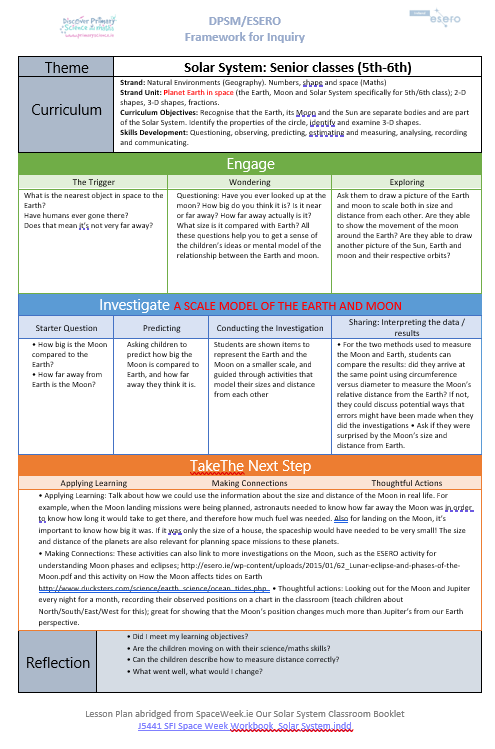 Discover Primary
Science & Maths
esero
DPSM/ESERO
Framework for Inquiry
Theme
Solar System: Senior classes (5th-6th)
Curriculum
Strand: Natural Environments (Geography). Numbers, shape and space (Maths)
Strand Unit: Planet Earth in space (the Earth, Moon and Solar System specifically for 5th/6th class); 2-D
shapes, 3-D shapes, fractions.
Curriculum Objectives: Recognise that the Earth, its Moon and the Sun are separate bodies and are part
of the Solar System. Identify the properties of the circle, identify and examine 3-D shapes.
Skills Development: Questioning, observing, predicting, estimating and measuring, analysing, recording
and communicating.
Engage
The Trigger
Wondering
Exploring
What is the nearest object in space to the
Earth?
Have humans ever gone there?
Does that mean it's not very far away?
Questioning: Have you ever looked up at the
moon? How big do you think it is? Is it near
or far away? How far away actually is it?
What size is it compared with Earth? All
these questions help you to get a sense of
the children's ideas or mental model of the
relationship between the Earth and moon.
Ask them to draw a picture of the Earth
and moon to scale both in size and
distance from each other. Are they able
to show the movement of the moon
around the Earth? Are they able to draw
another picture of the Sun, Earth and
moon and their respective orbits?
Investigate A SCALE MODEL OF THE EARTH AND MOON
Starter Question
Predicting
Conducting the Investigation
Sharing: Interpreting the data /
results
• How big is the Moon
compared to the
Earth?
• How far away from
Earth is the Moon?
Asking children to
predict how big the
Moon is compared to
Earth, and how far
away they think it is.
Students are shown items to
represent the Earth and the
Moon on a smaller scale, and
guided through activities that
model their sizes and distance
from each other
• For the two methods used to measure
the Moon and Earth, students can
compare the results: did they arrive at
the same point using circumference
versus diameter to measure the Moon's
relative distance from the Earth? If not,
they could discuss potential ways that
errors might have been made when they
did the investigations • Ask if they were
surprised by the Moon's size and
distance from Earth.
TakeThe Next Step
Applying Learning
Making Connections
Thoughtful Actions
• Applying Learning: Talk about how we could use the information about the size and distance of the Moon in real life. For
example, when the Moon landing missions were being planned, astronauts needed to know how far away the Moon was in order
to know how long it would take to get there, and therefore how much fuel was needed. Also for landing on the Moon, it's
important to know how big it was. If it was only the size of a house, the spaceship would have needed to be very small! The size
and distance of the planets are also relevant for planning space missions to these planets.
• Making Connections: These activities can also link to more investigations on the Moon, such as the ESERO activity for
understanding Moon phases and eclipses; http://esero.ie/wp-content/uploads/2015/01/62_Lunar-eclipse-and-phases-of-the-
Moon.pdf and this activity on How the Moon affects tides on Earth
http://www.ducksters.com/science/earth_science/ocean_tides.php. • Thoughtful actions: Looking out for the Moon and Jupiter
every night for a month, recording their observed positions on a chart in the classroom (teach children about
North/South/East/West for this); great for showing that the Moon's position changes much more than Jupiter's from our Earth
perspective.
Reflection
• Did I meet my learning objectives?
• Are the children moving on with their science/maths skills?
• Can the children describe how to measure distance correctly?
• What went well, what would I change?
Lesson Plan abridged from SpaceWeek.ie Our Solar System Classroom Booklet
J5441 SFI Space Week Workbook_Solar System.indd